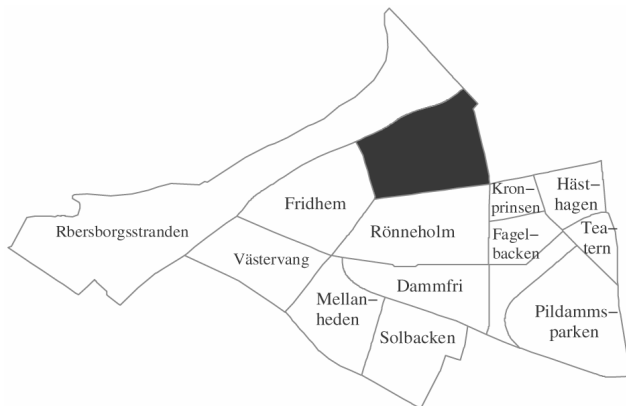 Kron–
prinsen
Häst–
hagen
Fridhem
Rbersborgsstranden
Rönneholm
Fagel–
backen
Tea–
tern
Västervang
Dammfri
Mellan–
heden
Pildamms–
parken
Solbacken